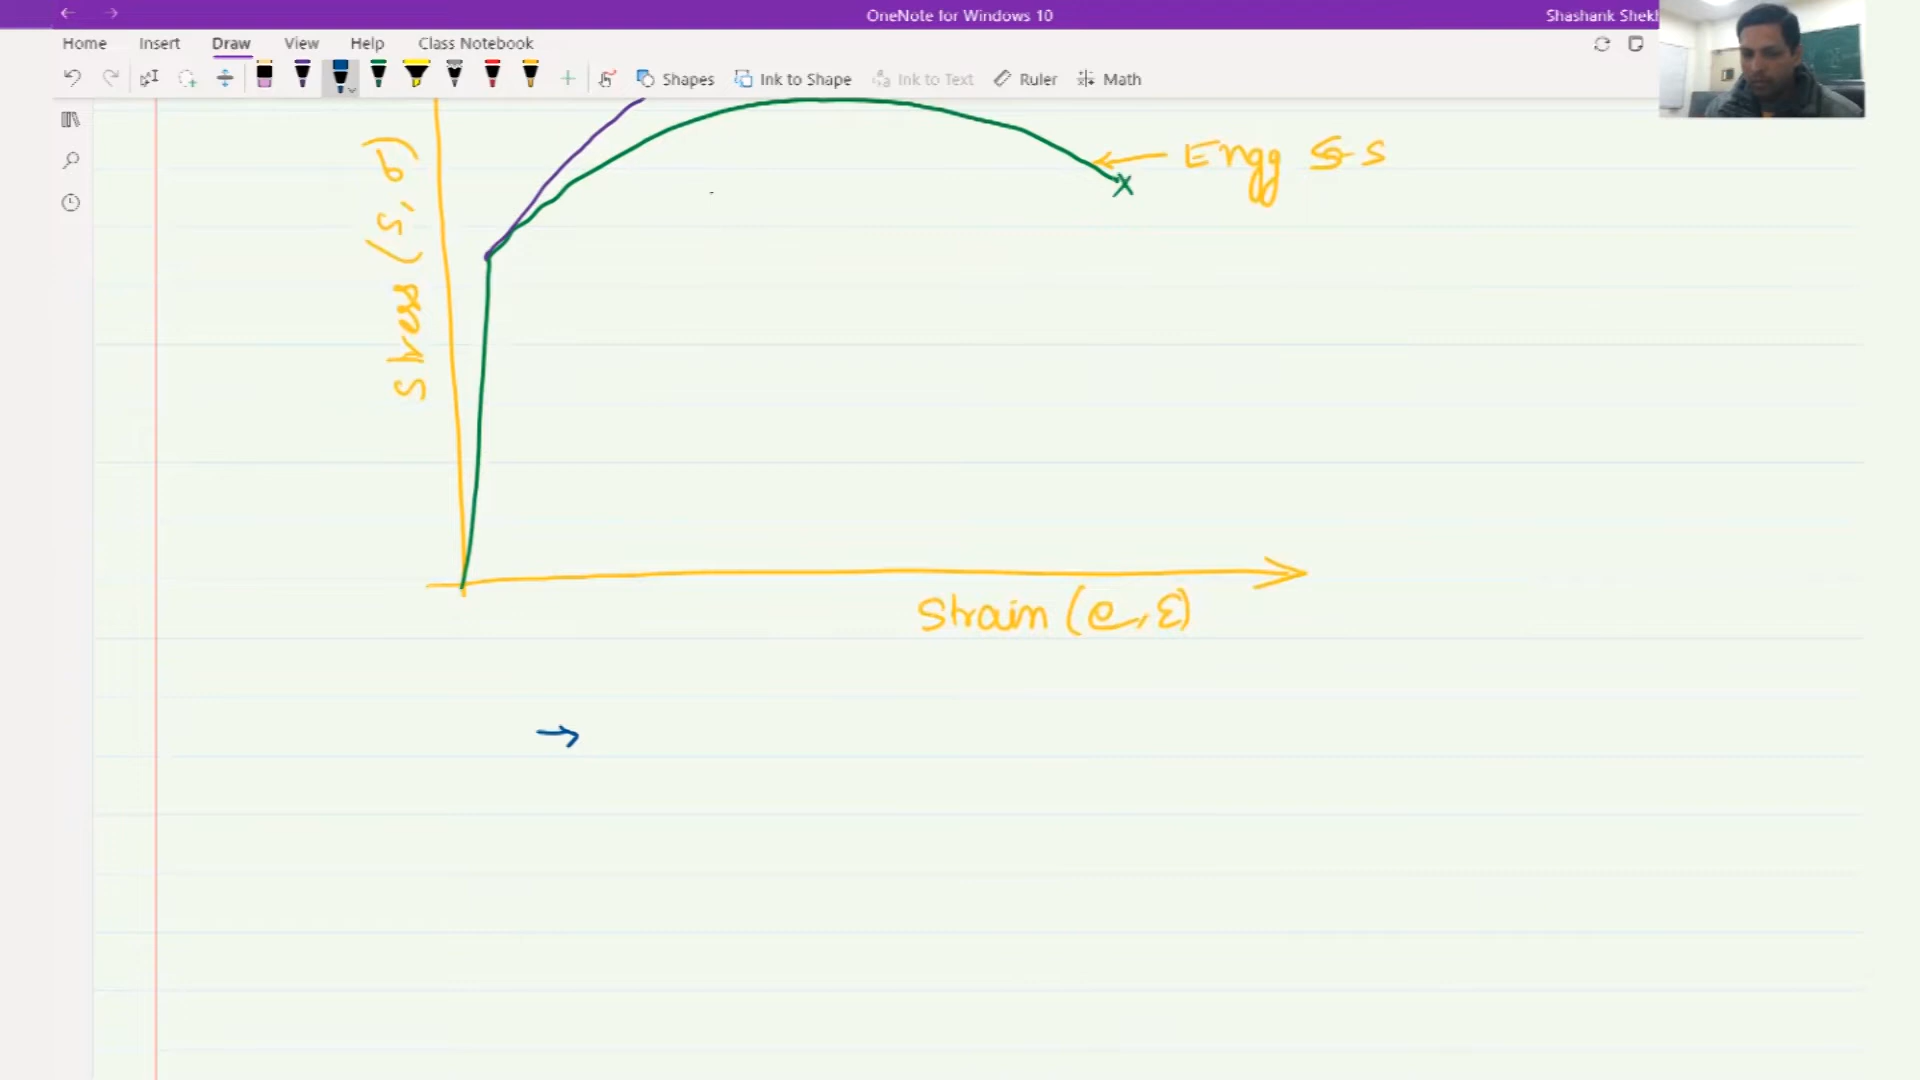 OneNote for Windows 10
Shashank Shekh
Home Insert Draw View Help Class Notebook
Shapes Ink to Shape Ink to Text Ruler Math
Stress (s, σ)
Engg S-S
Strain (e, ε)